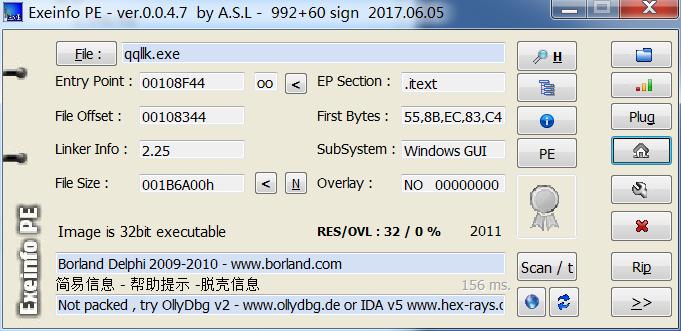 Exeinfo PE - ver.0.0.4.7 by A.S.L - 992+60 sign 2017.06.05
File : qqllk.exe H
Entry Point : 00108F44 oo < EP Section : .itext
File Offset : 00108344 First Bytes : 55,8B,EC,83,C4 Plug
Linker Info : 2.25 SubSystem : Windows GUI PE
File Size : 001B6A00h < N Overlay : NO 00000000
Exeinfo PE
Image is 32bit executable RES/OVL : 32 / 0 % 2011
Borland Delphi 2009-2010 - www.borland.com Scan / t Rip
简易信息 - 帮助提示 -脱壳信息 156 ms.
Not packed , try OllyDbg v2 - www.ollydbg.de or IDA v5 www.hex-rays.c >>